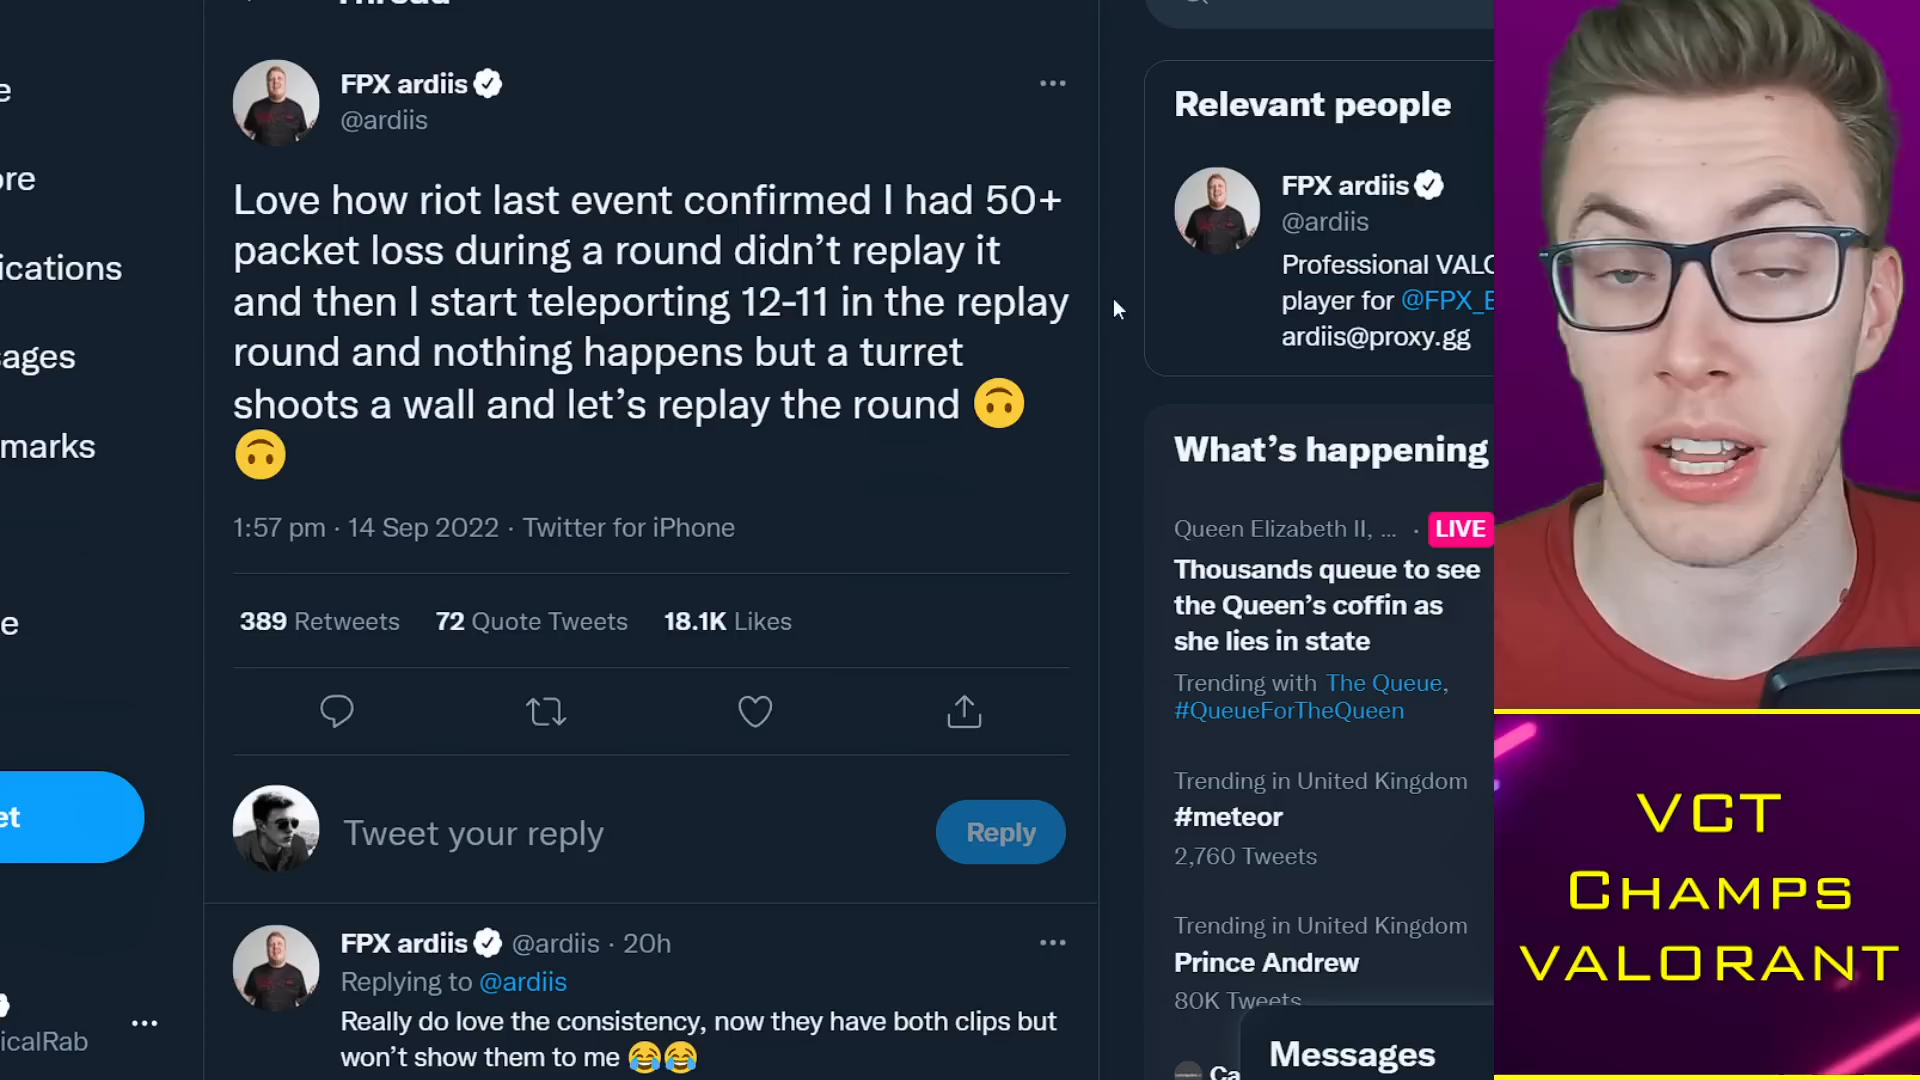 Thread
FPX ardiis
@ardiis
Love how riot last event confirmed I had 50+
packet loss during a round didn't replay it
and then I start teleporting 12-11 in the replay
round and nothing happens but a turret
shoots a wall and let's replay the round 🙃
🙃
1:57 pm · 14 Sep 2022 · Twitter for iPhone
389 Retweets 72 Quote Tweets 18.1K Likes
Tweet your reply
Reply
FPX ardiis @ardiis · 20h
Replying to @ardiis
Really do love the consistency, now they have both clips but
won't show them to me 😂😂
e
ore
ications
sages
marks
e
et
icalRab
Relevant people
FPX ardiis
@ardiis
Professional VALO
player for @FPX_E
ardiis@proxy.gg
What's happening
Queen Elizabeth II, ... · LIVE
Thousands queue to see
the Queen's coffin as
she lies in state
Trending with The Queue,
#QueueForTheQueen
Trending in United Kingdom
#meteor
2,760 Tweets
Trending in United Kingdom
Prince Andrew
80K Tweets
Messages
VCT
CHAMPS
VALORANT